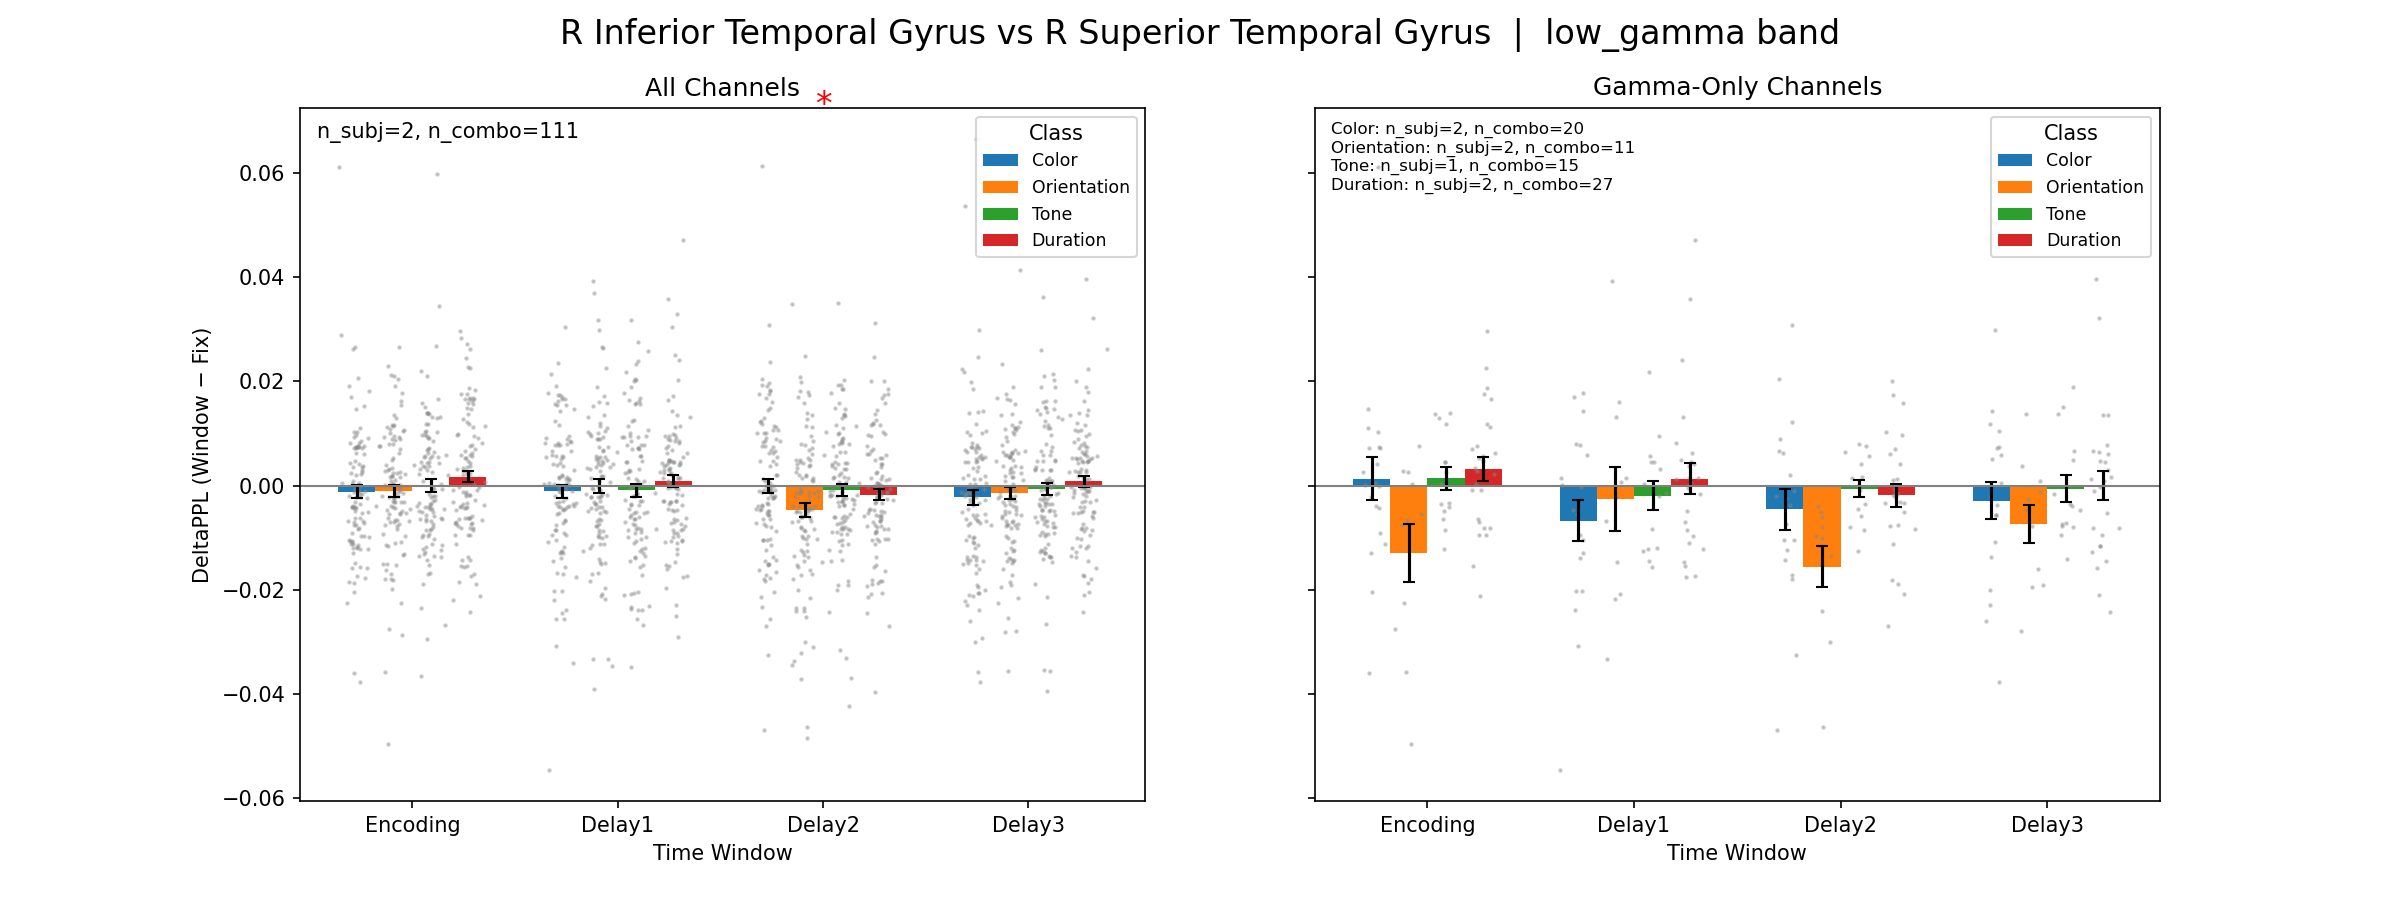 R Inferior Temporal Gyrus vs R Superior Temporal Gyrus | low_gamma band
All Channels
*
n_subj=2, n_combo=111
Class
Color
Orientation
Tone
Duration
0.06
0.04
0.02
0.00
−0.02
−0.04
−0.06
DeltaPPL (Window − Fix)
Encoding
Delay1
Delay2
Delay3
Time Window
Gamma-Only Channels
Color: n_subj=2, n_combo=20
Orientation: n_subj=2, n_combo=11
Tone: n_subj=1, n_combo=15
Duration: n_subj=2, n_combo=27
Class
Color
Orientation
Tone
Duration
Encoding
Delay1
Delay2
Delay3
Time Window